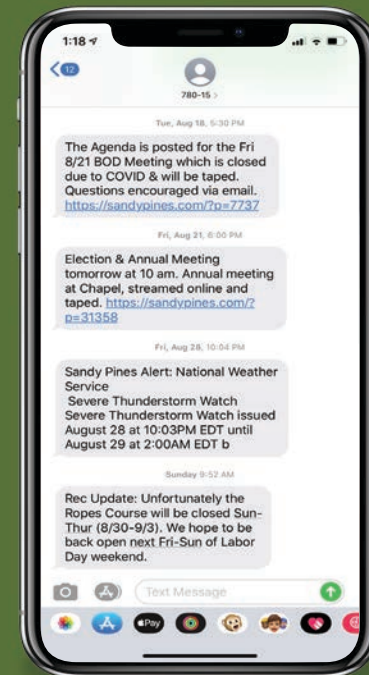 1:18
12
780-15 >
Tue, Aug 18, 5:30 PM
The Agenda is posted for the Fri
8/21 BOD Meeting which is closed
due to COVID & will be taped.
Questions encouraged via email.
https://sandypines.com/?p=7737
Fri, Aug 21, 6:00 PM
Election & Annual Meeting
tomorrow at 10 am. Annual meeting
at Chapel, streamed online and
taped. https://sandypines.com/?
p=31358
Fri, Aug 28, 10:04 PM
Sandy Pines Alert: National Weather
Service
Severe Thunderstorm Watch
Severe Thunderstorm Watch issued
August 28 at 10:03PM EDT until
August 29 at 2:00AM EDT b
Sunday 9:52 AM
Rec Update: Unfortunately the
Ropes Course will be closed Sun-
Thur (8/30-9/3). We hope to be
back open next Fri-Sun of Labor
Day weekend.
Text Message
Pay